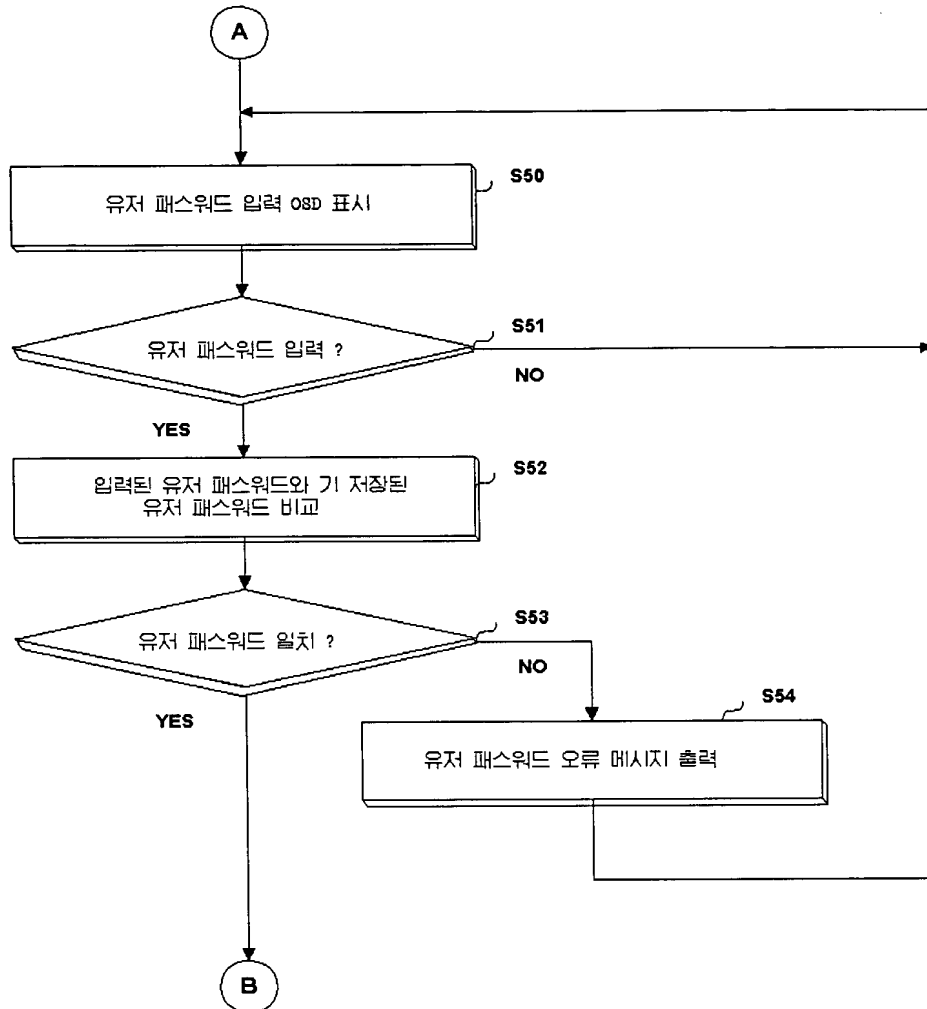 A
S50
유저 패스워드 입력 OSD 표시
S51
유저 패스워드 입력 ?
NO
YES
S52
입력된 유저 패스워드와 기 저장된
유저 패스워드 비교
S53
유저 패스워드 일치 ?
NO
YES
S54
유저 패스워드 오류 메시지 출력
B